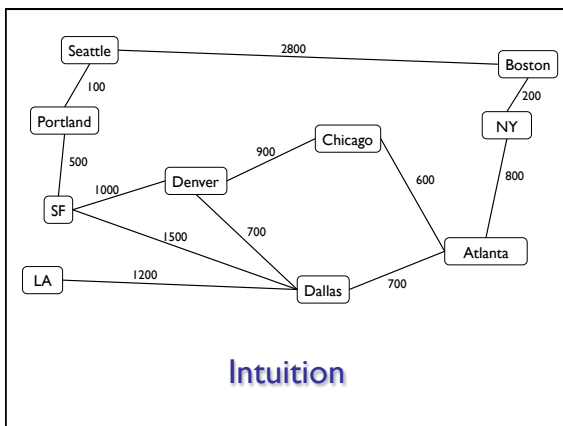 Seattle
2800
Boston
100
200
Portland
NY
Chicago
900
500
Denver
1000
600
800
SF
700
1500
Atlanta
LA
1200
700
Dallas
Intuition